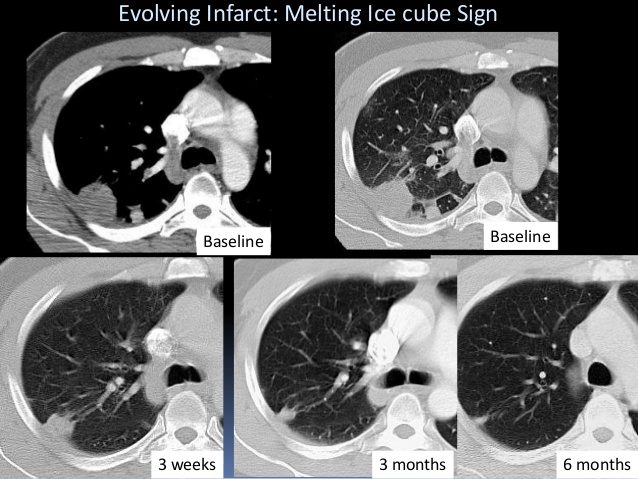 Evolving Infarct: Melting Ice cube Sign
Baseline
Baseline
3 weeks
3 months
6 months